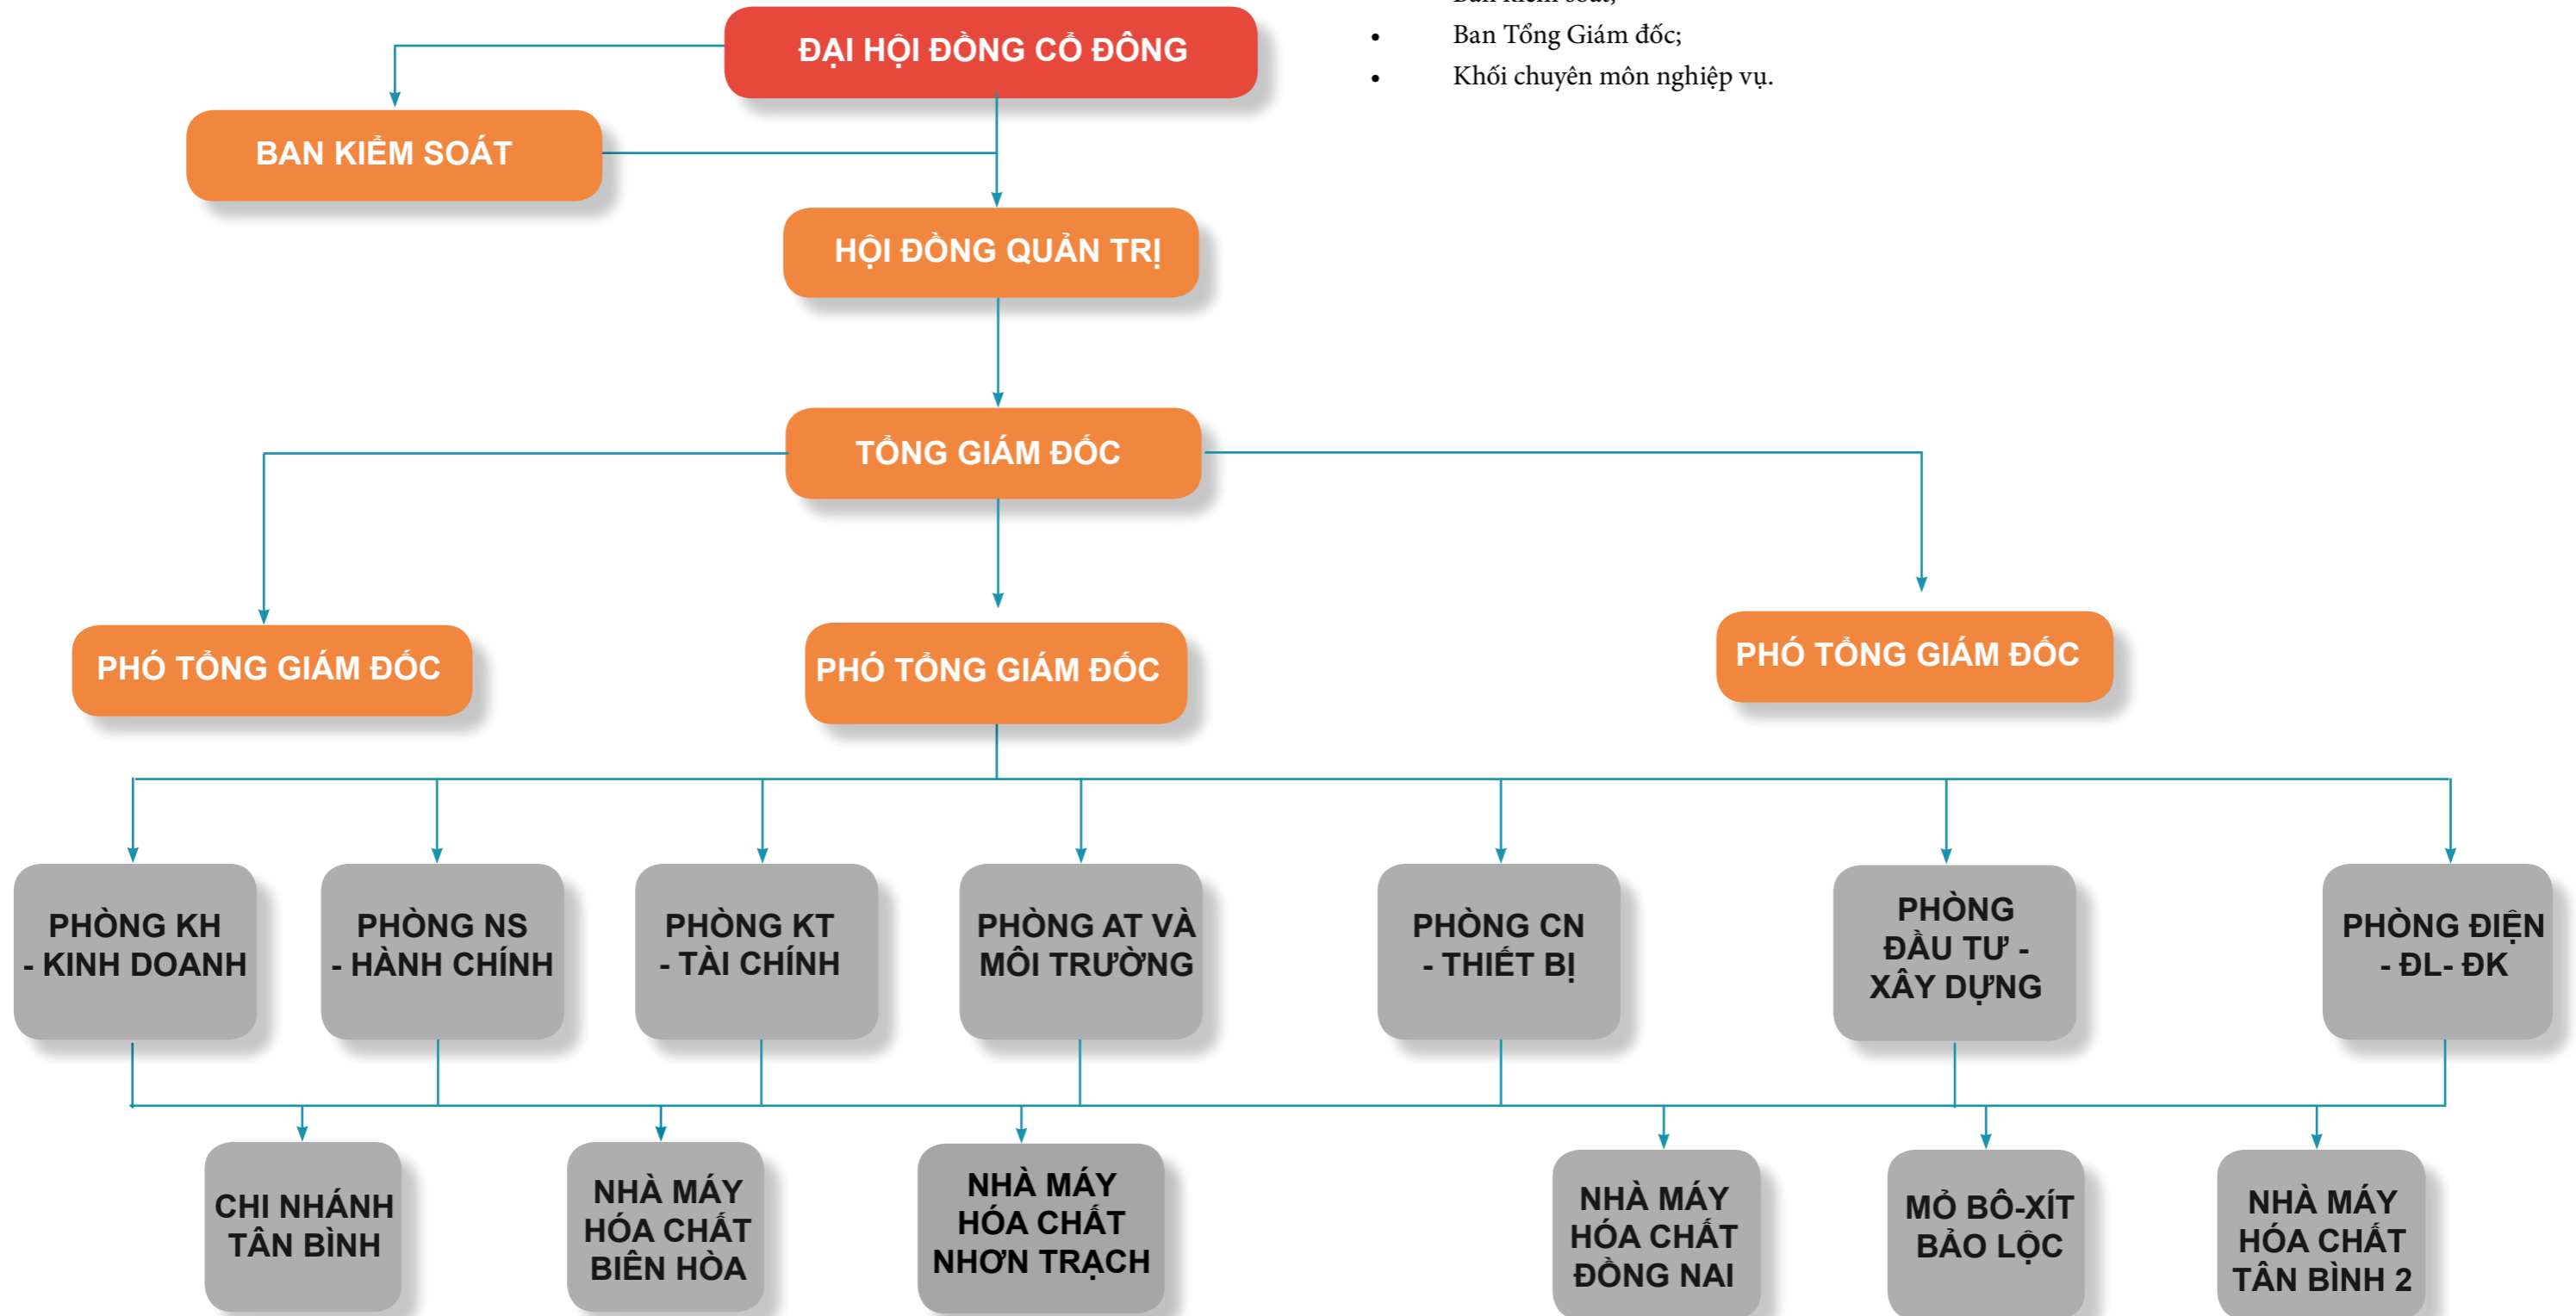 Ban kiểm soát;
• Ban Tổng Giám đốc;
• Khối chuyên môn nghiệp vụ.
ĐẠI HỘI ĐỒNG CỔ ĐÔNG
BAN KIỂM SOÁT
HỘI ĐỒNG QUẢN TRỊ
TỔNG GIÁM ĐỐC
PHÓ TỔNG GIÁM ĐỐC
PHÓ TỔNG GIÁM ĐỐC
PHÓ TỔNG GIÁM ĐỐC
PHÒNG KH
- KINH DOANH
PHÒNG NS
- HÀNH CHÍNH
PHÒNG KT
- TÀI CHÍNH
PHÒNG AT VÀ
MÔI TRƯỜNG
PHÒNG CN
- THIẾT BỊ
PHÒNG
ĐẦU TƯ -
XÂY DỰNG
PHÒNG ĐIỆN
- ĐL- ĐK
CHI NHÁNH
TÂN BÌNH
NHÀ MÁY
HÓA CHẤT
BIÊN HÒA
NHÀ MÁY
HÓA CHẤT
NHƠN TRẠCH
NHÀ MÁY
HÓA CHẤT
ĐỒNG NAI
MỎ BÔ-XÍT
BẢO LỘC
NHÀ MÁY
HÓA CHẤT
TÂN BÌNH 2